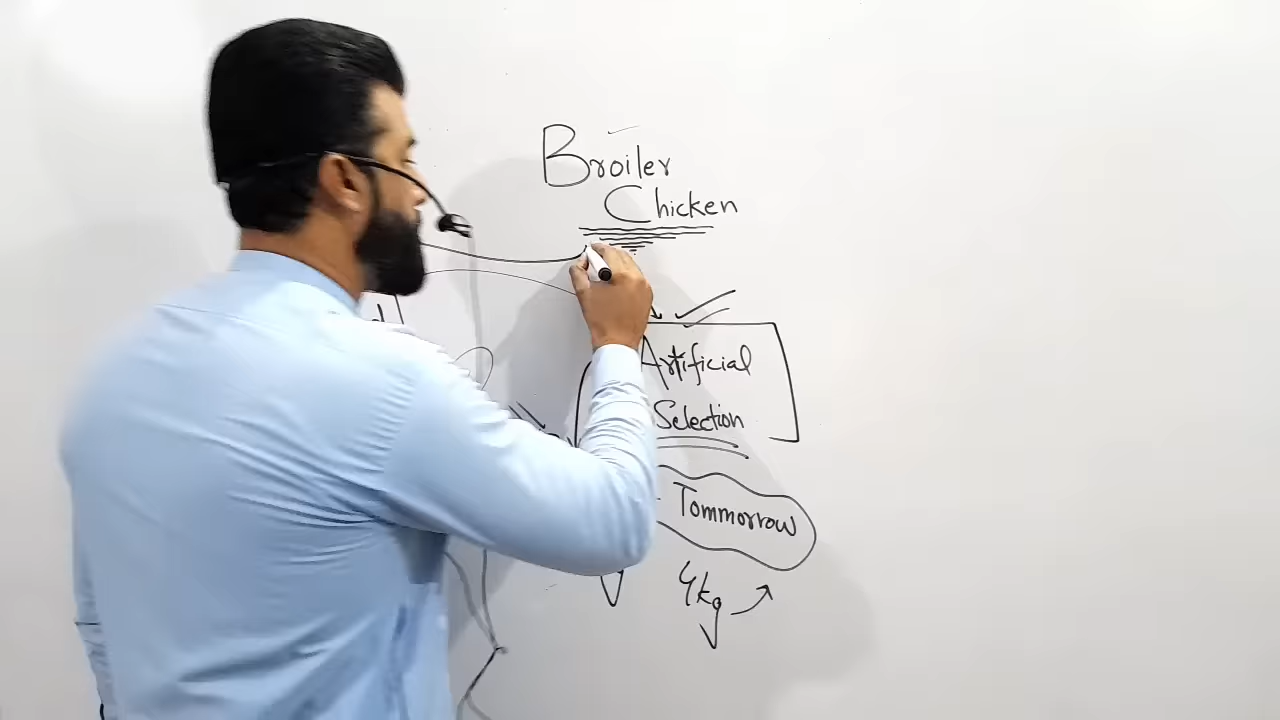 Broiler
Chicken
Artificial
Selection
Tommorrow
4kg